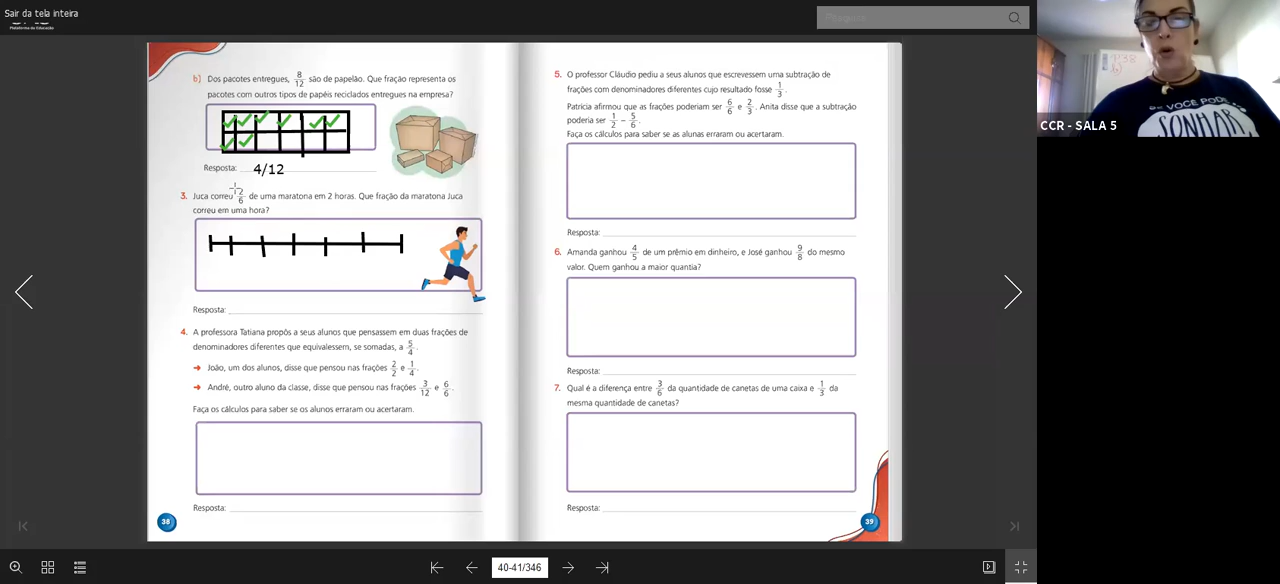 Sair da tela inteira
Plataforma da Educação
Pesquisar
b) Dos pacotes entregues, 8/12 são de papelão. Que fração representa os
pacotes com outros tipos de papéis reciclados entregues na empresa?
Resposta: 4/12
3. Juca correu 2/6 de uma maratona em 2 horas. Que fração da maratona Juca
correu em uma hora?
Resposta:
4. A professora Tatiana propôs a seus alunos que pensassem em duas frações de
denominadores diferentes que equivalessem, se somadas, a 5/4.
➜ João, um dos alunos, disse que pensou nas frações 2/2 e 1/4.
➜ André, outro aluno da classe, disse que pensou nas frações 3/12 e 6/6.
Faça os cálculos para saber se os alunos erraram ou acertaram.
Resposta:
38
5. O professor Cláudio pediu a seus alunos que escrevessem uma subtração de
frações com denominadores diferentes cujo resultado fosse 1/3.
Patrícia afirmou que as frações poderiam ser 6/6 e 2/3. Anita disse que a subtração
poderia ser 1/2 – 5/6.
Faça os cálculos para saber se as alunas erraram ou acertaram.
Resposta:
6. Amanda ganhou 4/5 de um prêmio em dinheiro, e José ganhou 9/8 do mesmo
valor. Quem ganhou a maior quantia?
Resposta:
7. Qual é a diferença entre 3/6 da quantidade de canetas de uma caixa e 1/3 da
mesma quantidade de canetas?
Resposta:
39
40-41/346
VOCÊ PODE
SONHAR
CCR - SALA 5